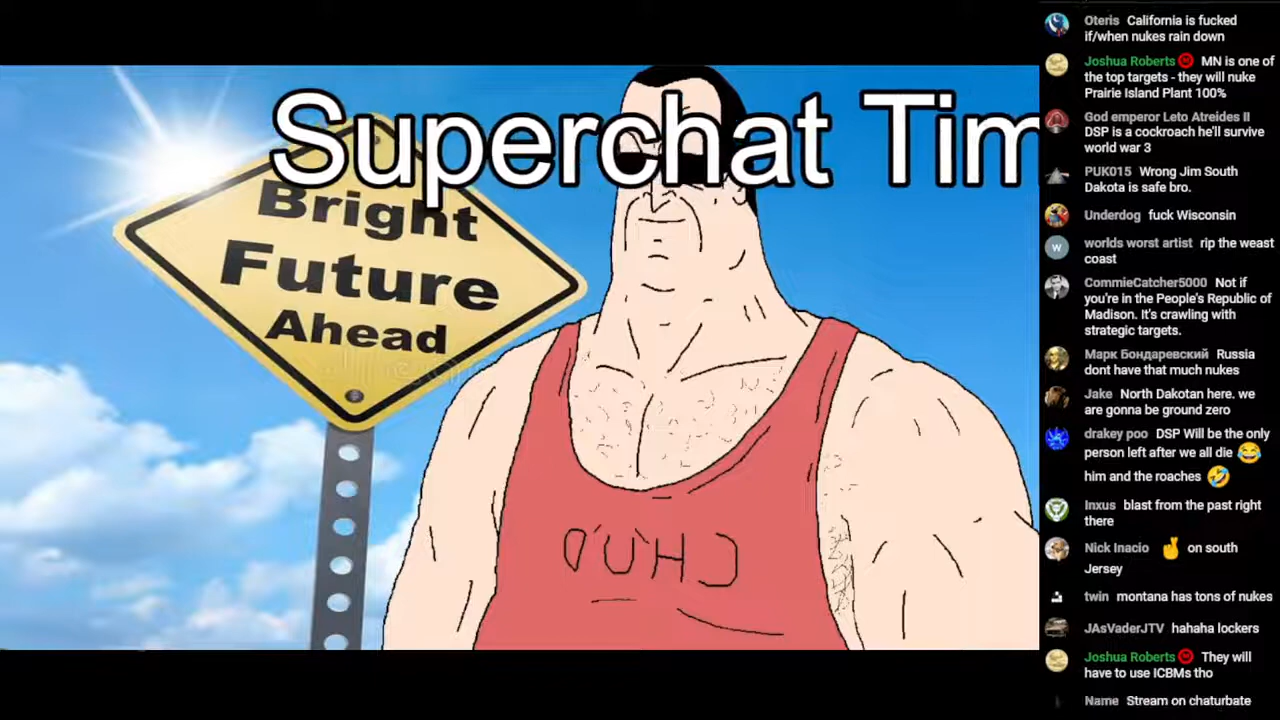 Superchat Tim
Bright
Future
Ahead
CHU'D
Oteris California is fucked
if/when nukes rain down
Joshua Roberts MN is one of
the top targets - they will nuke
Prairie Island Plant 100%
God emperor Leto Atreides II
DSP is a cockroach he'll survive
world war 3
PUK015 Wrong Jim South
Dakota is safe bro.
Underdog fuck Wisconsin
W
worlds worst artist rip the weast
coast
CommieCatcher5000 Not if
you're in the People's Republic of
Madison. It's crawling with
strategic targets.
Марк Бондаревский Russia
dont have that much nukes
Jake North Dakotan here. we
are gonna be ground zero
drakey poo DSP Will be the only
person left after we all die 😂
him and the roaches 🤣
Inxus blast from the past right
there
Nick Inacio 🤞 on south
Jersey
twin montana has tons of nukes
JAsVaderJTV hahaha lockers
Joshua Roberts They will
have to use ICBMs tho
Name Stream on chaturbate